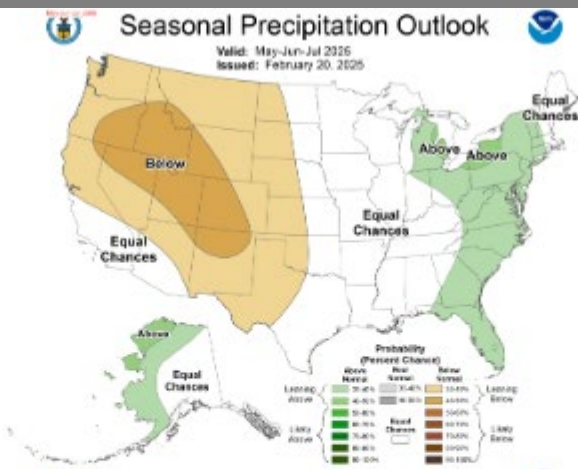 Seasonal Precipitation Outlook
Valid: May-Jun-Jul 2025
Issued: February 20, 2025
Equal
Chances
Above
Above
Below
Equal
Chances
Equal
Chances
Above
Equal
Chances
Probability
(Percent Chance)
Above
Normal
Near
Normal
Below
Normal
Leaning
Above
Likely
Above
Equal
Chances
Leaning
Below
Likely
Below